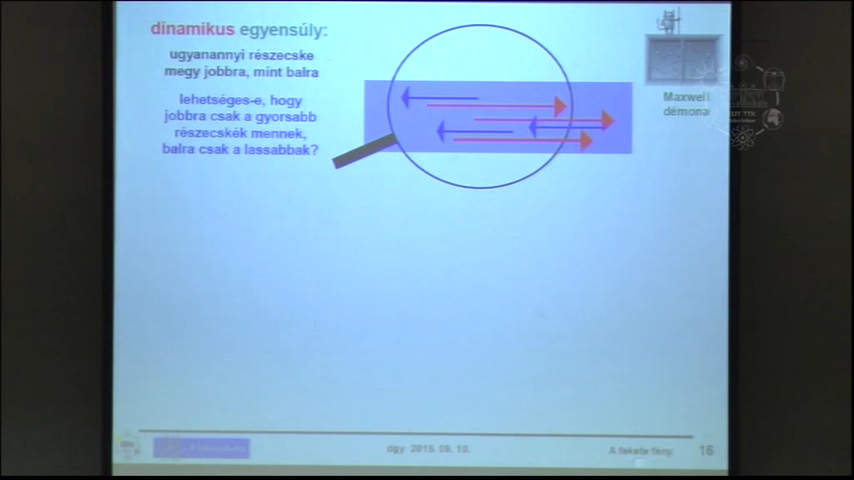 dinamikus egyensúly:
ugyanannyi részecske
megy jobbra, mint balra
lehetséges-e, hogy
jobbra csak a gyorsabb
részecskék mennek,
balra csak a lassabbak?
Maxwell
démona
dgy 2015. 09. 10.
A fekete fény
16